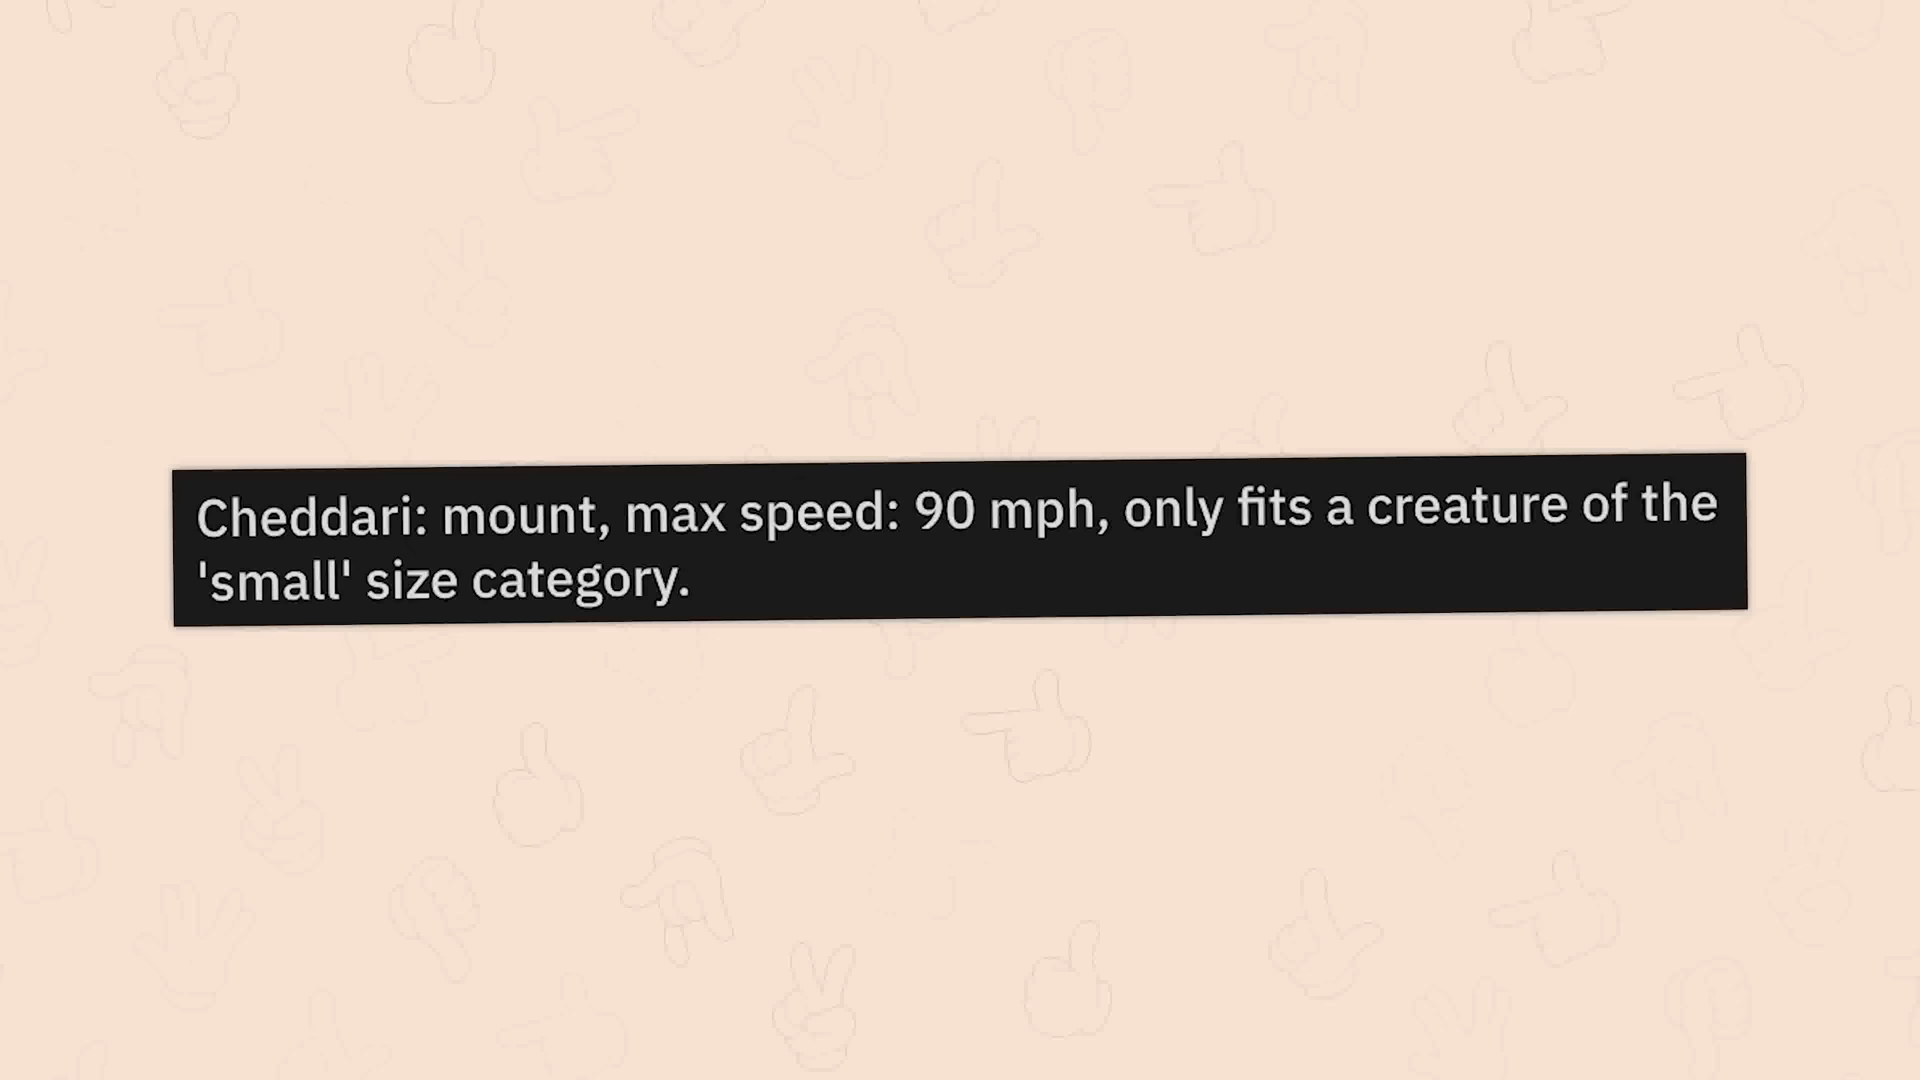 Cheddari: mount, max speed: 90 mph, only fits a creature of the
'small' size category.